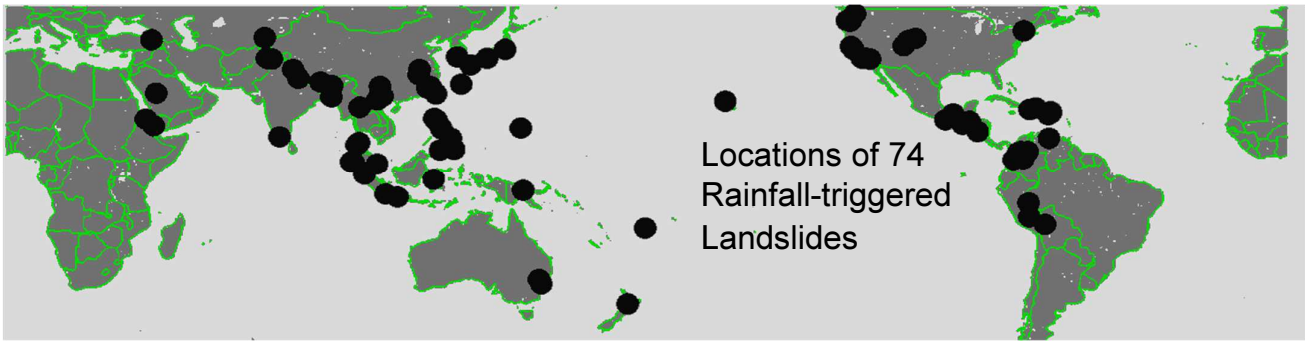 Locations of 74
Rainfall-triggered
Landslides